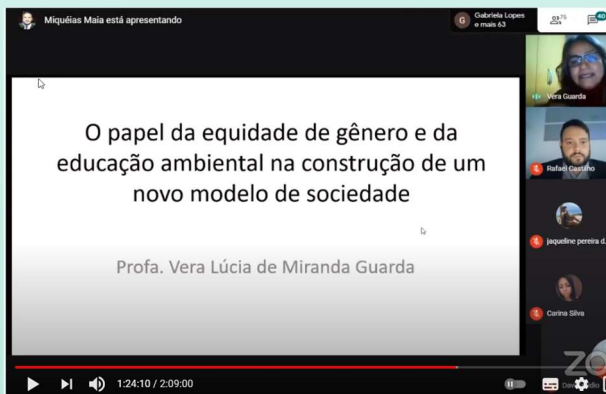 Miquéias Maia está apresentando
G
Gabriela Lopes
e mais 63
76
40
Vera Guarda
O papel da equidade de gênero e da
educação ambiental na construção de um
novo modelo de sociedade
Rafael Castaño
jaqueline pereira d.
Profa. Vera Lúcia de Miranda Guarda
Carina Silva
1:24:10 / 2:09:00